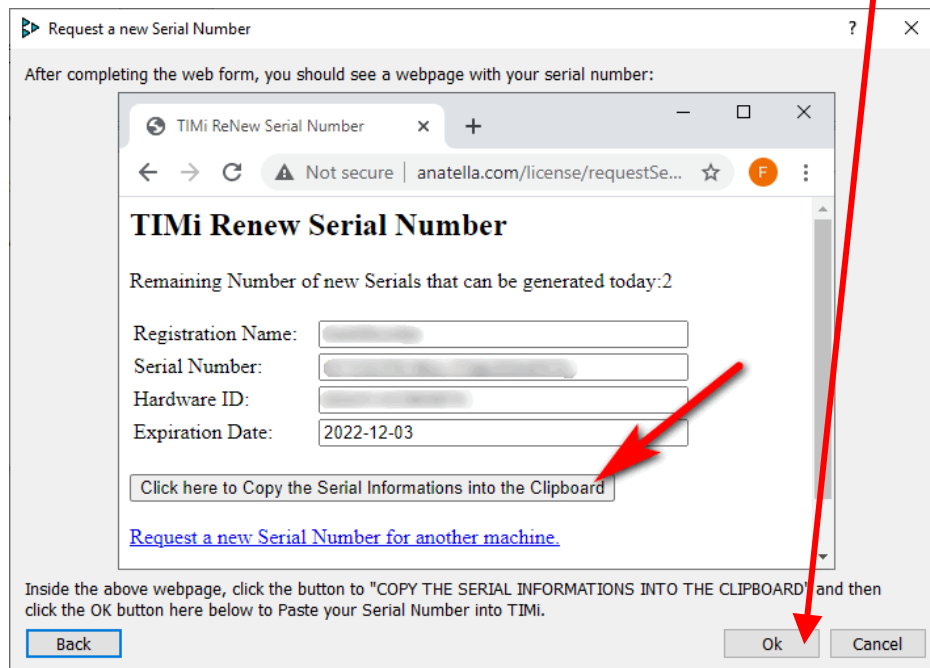 Request a new Serial Number
After completing the web form, you should see a webpage with your serial number:
TIMi ReNew Serial Number
Not secure | anatella.com/license/requestSe...
F
TIMi Renew Serial Number
Remaining Number of new Serials that can be generated today:2
Registration Name:
Serial Number:
Hardware ID:
Expiration Date: 2022-12-03
Click here to Copy the Serial Informations into the Clipboard
Request a new Serial Number for another machine.
Inside the above webpage, click the button to "COPY THE SERIAL INFORMATIONS INTO THE CLIPBOARD" and then
click the OK button here below to Paste your Serial Number into TIMi.
Back Ok Cancel